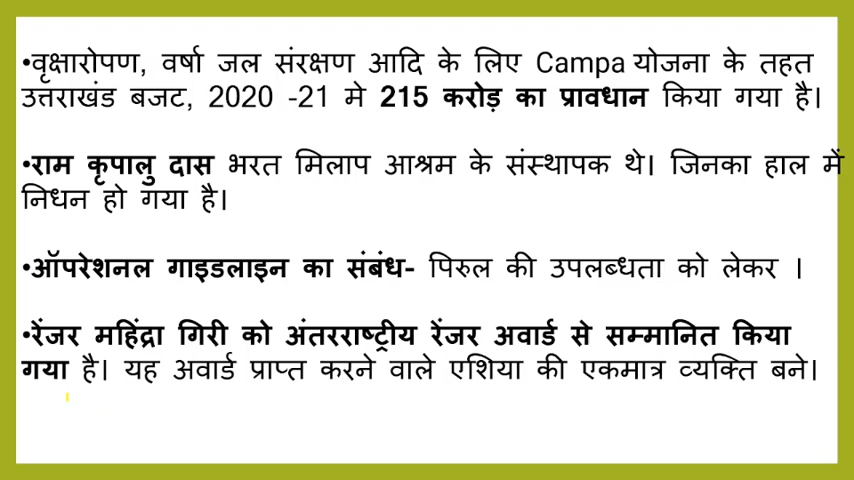 •वृक्षारोपण, वर्षा जल संरक्षण आदि के लिए Campa योजना के तहत
उत्तराखंड बजट, 2020 -21 मे 215 करोड़ का प्रावधान किया गया है।
•राम कृपालु दास भरत मिलाप आश्रम के संस्थापक थे। जिनका हाल में
निधन हो गया है।
•ऑपरेशनल गाइडलाइन का संबंध- पिरुल की उपलब्धता को लेकर ।
•रेंजर महिंद्रा गिरी को अंतरराष्ट्रीय रेंजर अवार्ड से सम्मानित किया
गया है। यह अवार्ड प्राप्त करने वाले एशिया की एकमात्र व्यक्ति बने।